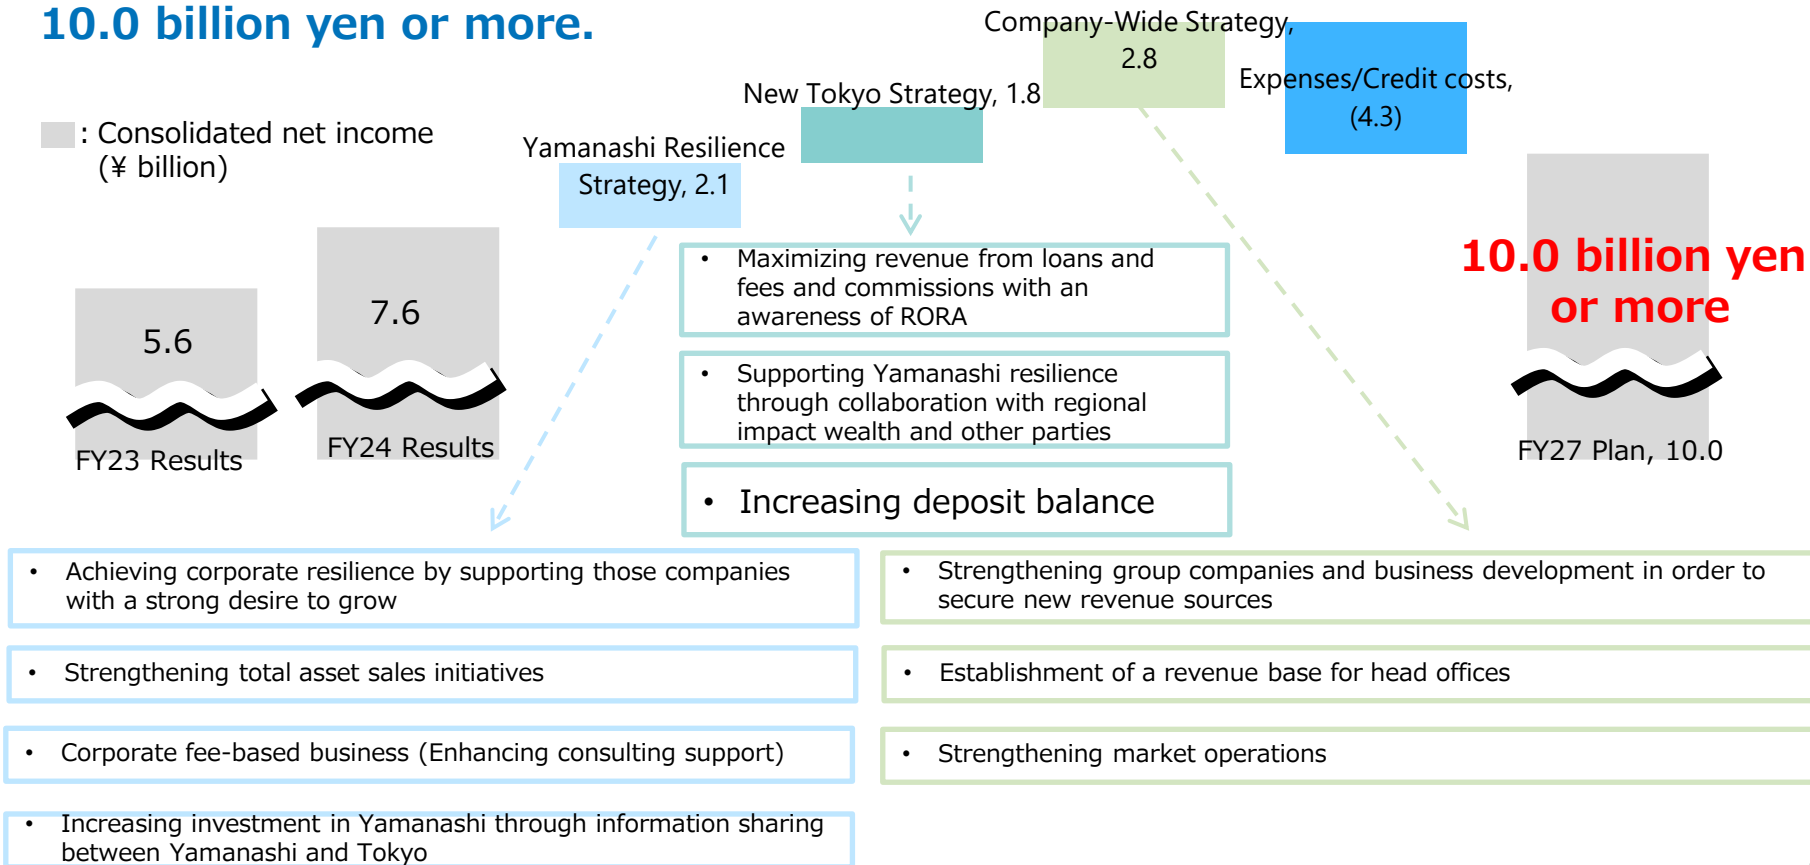 10.0 billion yen or more.
: Consolidated net income
(¥ billion)
5.6
FY23 Results
7.6
FY24 Results
Yamanashi Resilience
Strategy, 2.1
New Tokyo Strategy, 1.8
Company-Wide Strategy,
2.8
Expenses/Credit costs,
(4.3)
10.0 billion yen
or more
FY27 Plan, 10.0
• Maximizing revenue from loans and
fees and commissions with an
awareness of RORA
• Supporting Yamanashi resilience
through collaboration with regional
impact wealth and other parties
• Increasing deposit balance
• Achieving corporate resilience by supporting those companies
with a strong desire to grow
• Strengthening total asset sales initiatives
• Corporate fee-based business (Enhancing consulting support)
• Increasing investment in Yamanashi through information sharing
between Yamanashi and Tokyo
• Strengthening group companies and business development in order to
secure new revenue sources
• Establishment of a revenue base for head offices
• Strengthening market operations